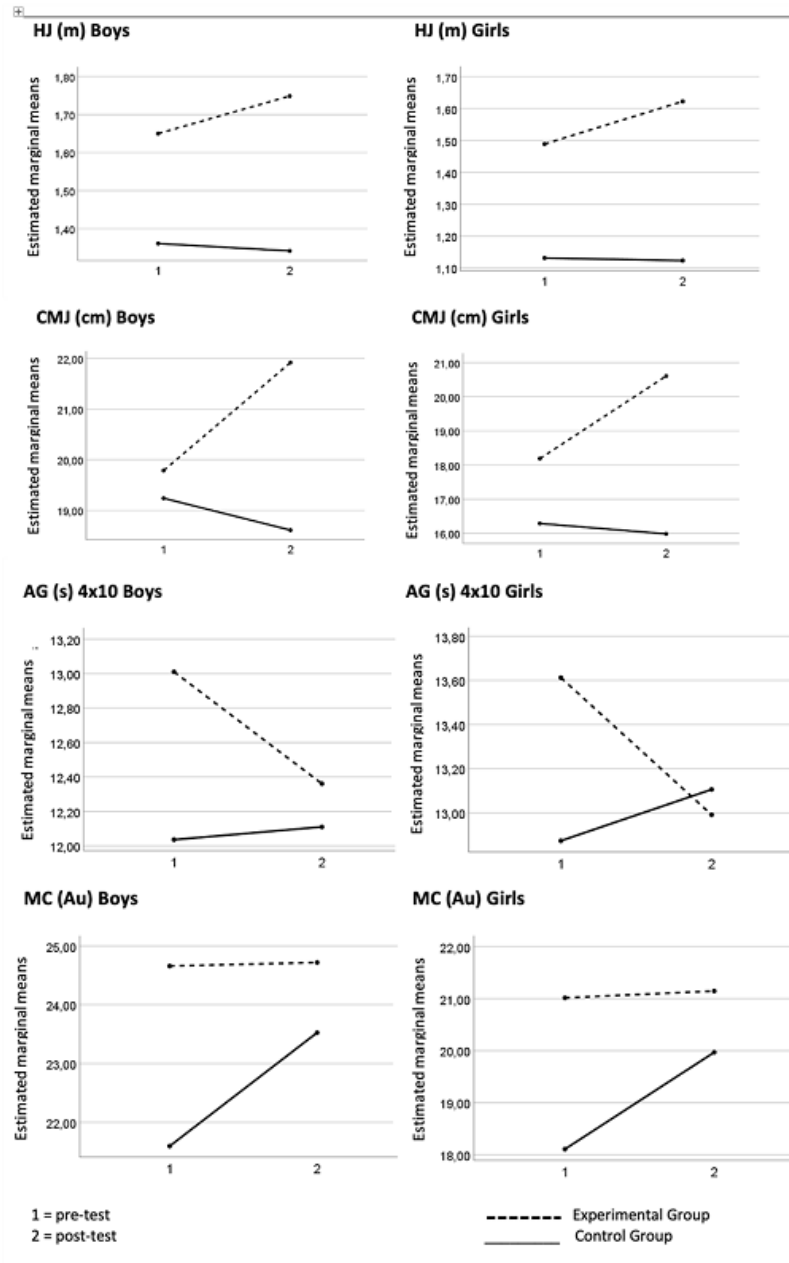 HJ (m) Boys
HJ (m) Girls
Estimated marginal means
1,80
1,70
1,60
1,50
1,40
1
2
Estimated marginal means
1,70
1,60
1,50
1,40
1,30
1,20
1,10
1
2
CMJ (cm) Boys
CMJ (cm) Girls
Estimated marginal means
22,00
21,00
20,00
19,00
1
2
Estimated marginal means
21,00
20,00
19,00
18,00
17,00
16,00
1
2
AG (s) 4x10 Boys
AG (s) 4x10 Girls
Estimated marginal means
13,20
13,00
12,80
12,60
12,40
12,20
12,00
1
2
Estimated marginal means
13,80
13,60
13,40
13,20
13,00
1
2
MC (Au) Boys
MC (Au) Girls
Estimated marginal means
25,00
24,00
23,00
22,00
1
2
Estimated marginal means
22,00
21,00
20,00
19,00
18,00
1
2
1 = pre-test
2 = post-test
Experimental Group
Control Group